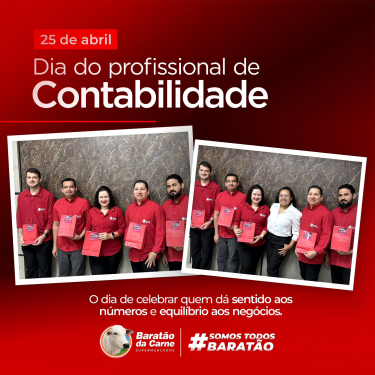 25 de abril
Dia do profissional de
Contabilidade
O dia de celebrar quem dá sentido aos
números e equilíbrio aos negócios.
Baratão
da Carne
SUPERMERCADOS
#SOMOS TODOS
BARATÃO